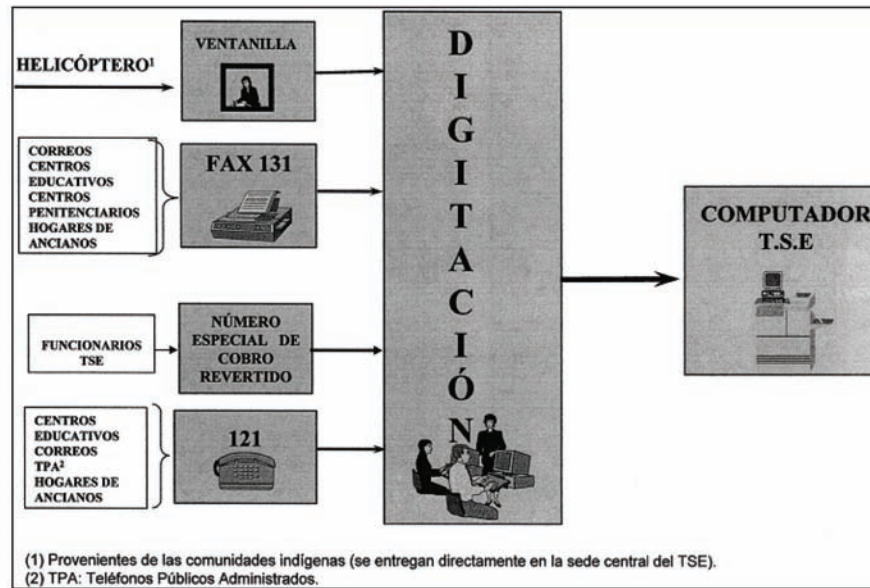 HELICÓPTERO¹
VENTANILLA
CORREOS
CENTROS
EDUCATIVOS
CENTROS
PENITENCIARIOS
HOGARES DE
ANCIANOS
FAX 131
FUNCIONARIOS
TSE
NÚMERO
ESPECIAL DE
COBRO
REVERTIDO
CENTROS
EDUCATIVOS
CORREOS
TPA²
HOGARES DE
ANCIANOS
121
DIGITACIÓN
COMPUTADOR
T.S.E
(1) Provenientes de las comunidades indígenas (se entregan directamente en la sede central del TSE).
(2) TPA: Teléfonos Públicos Administrados.